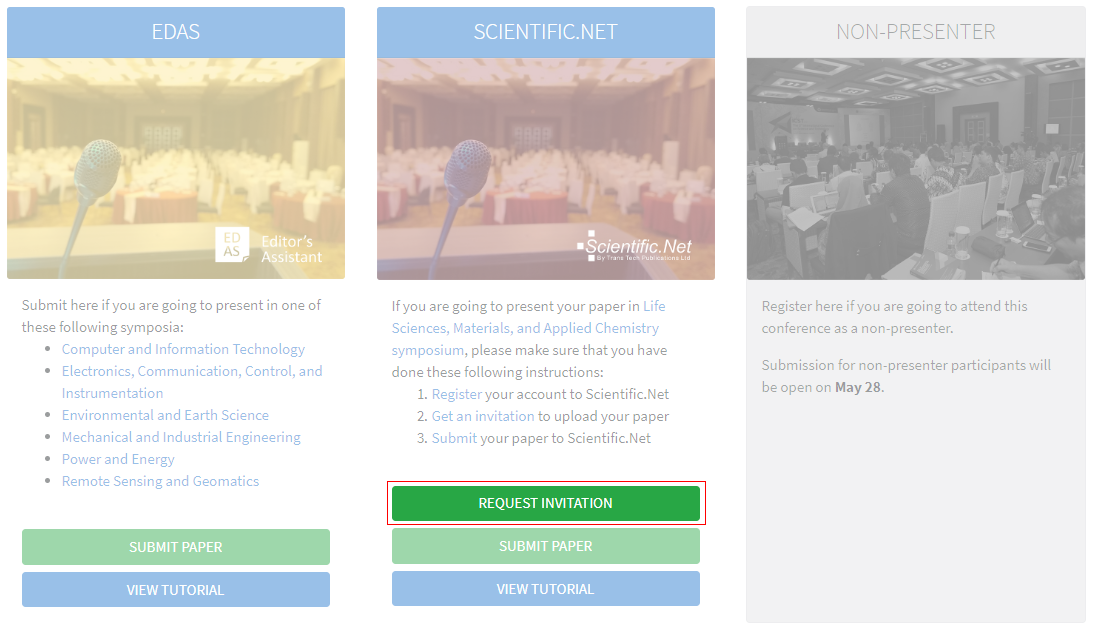 EDAS
ED
AS
Editor's
Assistant
Submit here if you are going to present in one of
these following symposia:
Computer and Information Technology
Electronics, Communication, Control, and
Instrumentation
Environmental and Earth Science
Mechanical and Industrial Engineering
Power and Energy
Remote Sensing and Geomatics
SUBMIT PAPER
VIEW TUTORIAL
SCIENTIFIC.NET
Scientific.Net
By Trans Tech Publications Ltd
If you are going to present your paper in Life
Sciences, Materials, and Applied Chemistry
symposium, please make sure that you have
done these following instructions:
1. Register your account to Scientific.Net
2. Get an invitation to upload your paper
3. Submit your paper to Scientific.Net
REQUEST INVITATION
SUBMIT PAPER
VIEW TUTORIAL
NON-PRESENTER
Register here if you are going to attend this
conference as a non-presenter.
Submission for non-presenter participants will
be open on May 28.